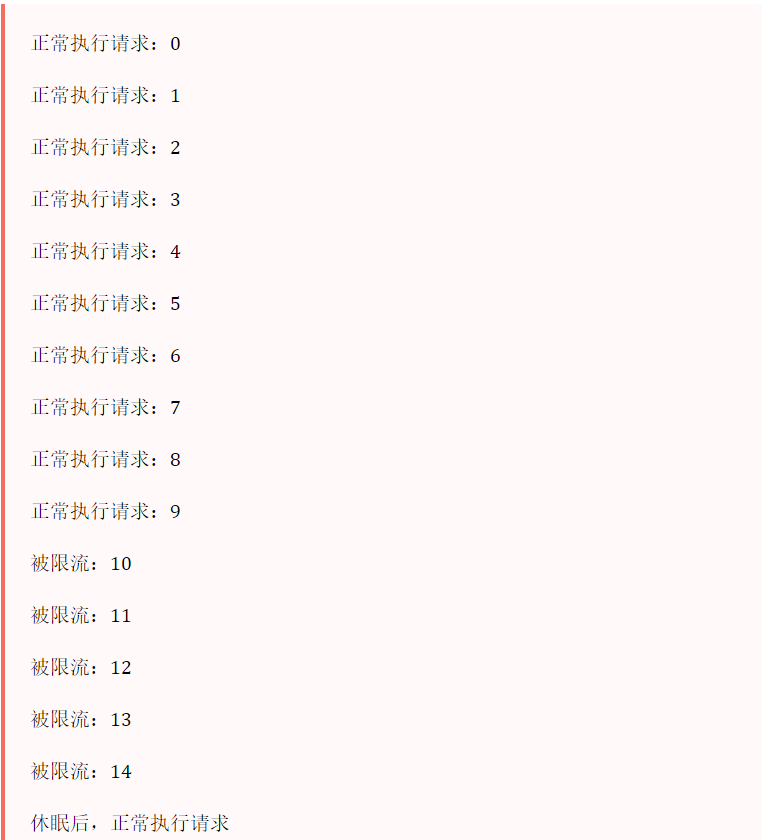 正常执行请求：0
正常执行请求：1
正常执行请求：2
正常执行请求：3
正常执行请求：4
正常执行请求：5
正常执行请求：6
正常执行请求：7
正常执行请求：8
正常执行请求：9
被限流：10
被限流：11
被限流：12
被限流：13
被限流：14
休眠后，正常执行请求